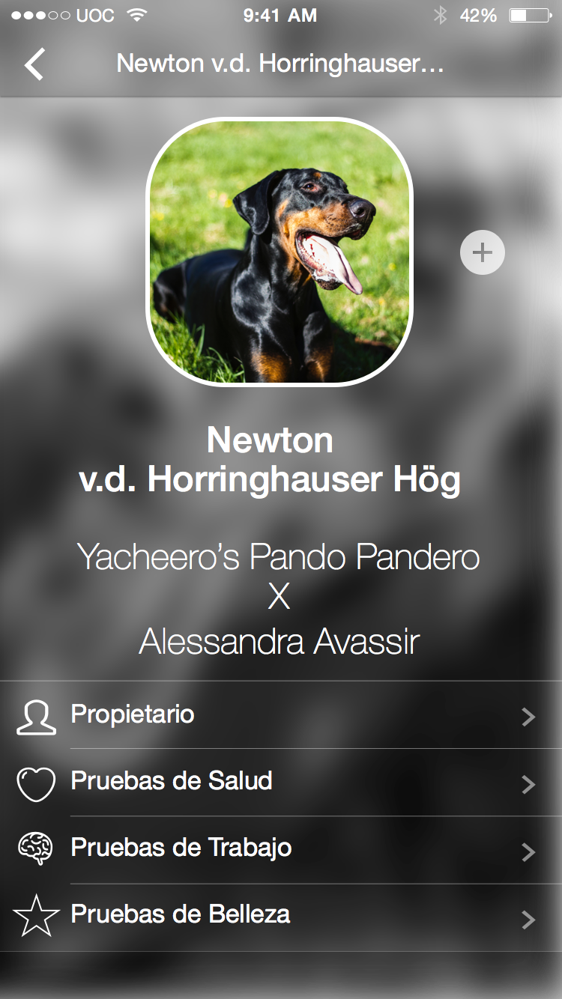 UOC 9:41 AM 42%
Newton v.d. Horringhauser...
Newton
v.d. Horringhauser Hög
Yacheero's Pando Pandero
X
Alessandra Avassir
Propietario
Pruebas de Salud
Pruebas de Trabajo
Pruebas de Belleza